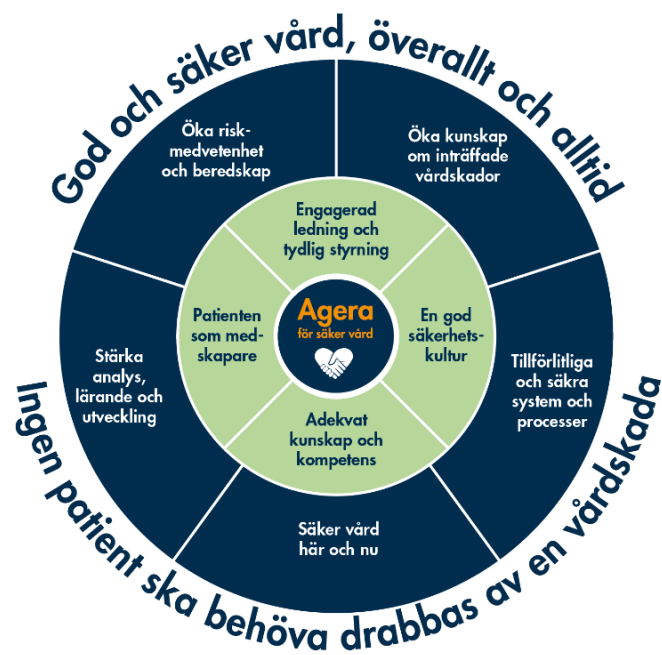 God och säker vård, överallt och alltid
Öka risk-
medvetenhet
och beredskap
Öka kunskap
om inträffade
vårdskador
Engagerad
ledning och
tydlig styrning
Patienten
som med-
skapare
Agera
för säker vård
En god
säkerhets-
kultur
Stärka
analys,
lärande och
utveckling
Tillförlitliga
och säkra
system och
processer
Adekvat
kunskap och
kompetens
Säker vård
här och nu
Ingen patient ska behöva drabbas av en vårdskada